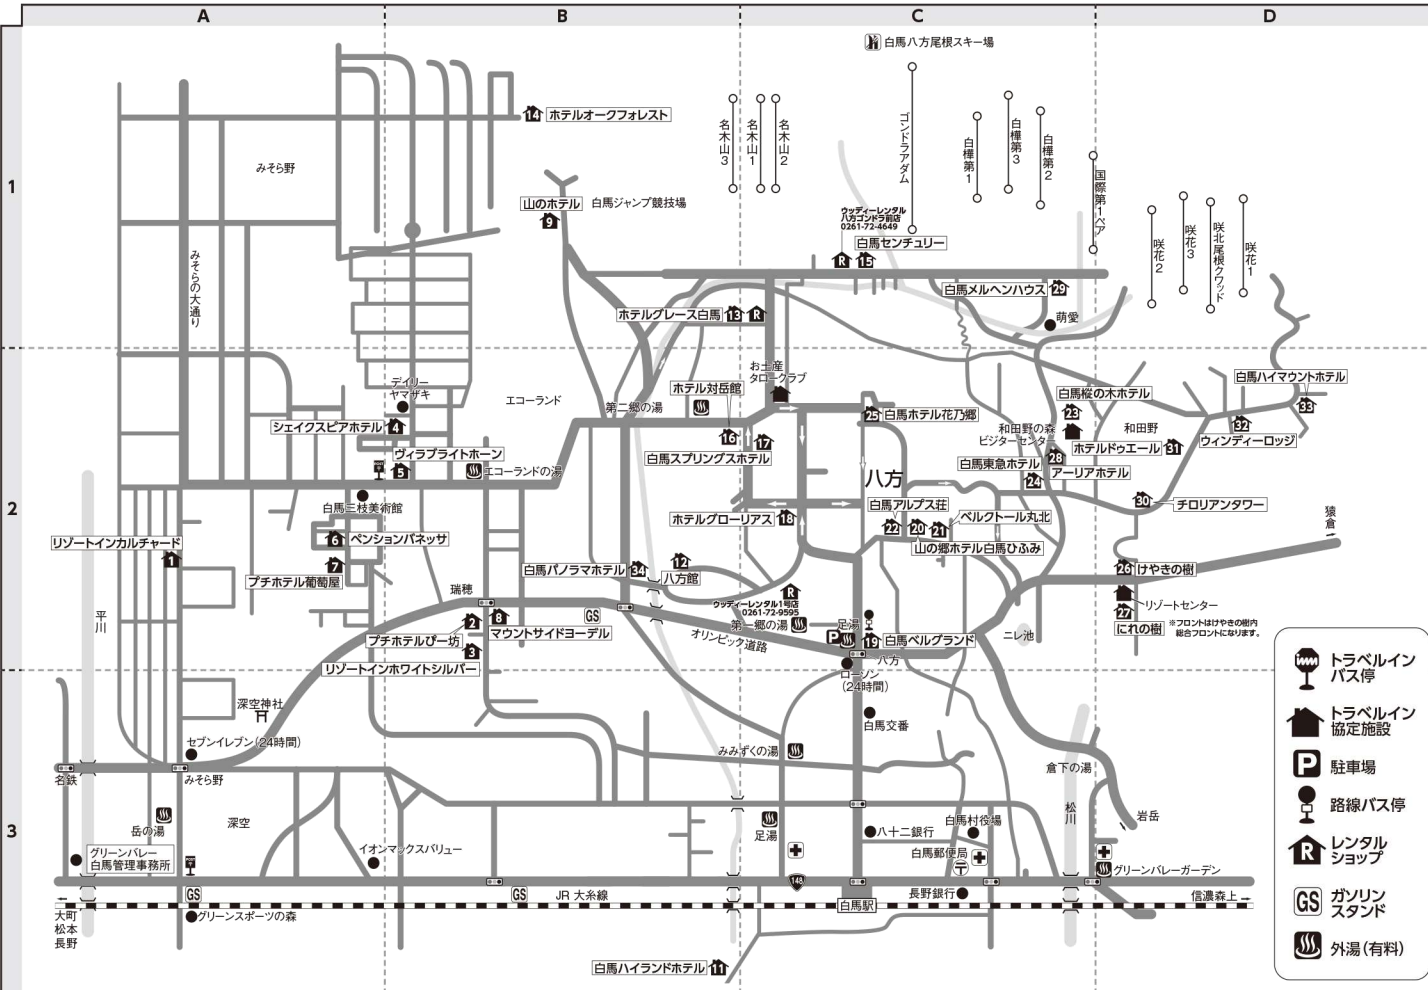 A
B
C
D
1
2
3
白馬八方尾根スキー場
14
ホテルオークフォレスト
みそら野
みそらの大通り
山のホテル
9
白馬ジャンプ競技場
名木山3
名木山1
名木山2
ゴンドラアダム
白樺第1
白樺第3
白樺第2
国際第1ペア
咲花2
咲花3
咲花北尾根クワッド
咲花1
ウッディーレンタル
八方ゴンドラ前店
0261-72-4649
白馬センチュリー
R
15
白馬メルヘンハウス
29
萌愛
ホテルグレース白馬
13
R
お土産
タロークラブ
ホテル対岳館
デイリー
ヤマザキ
エコーランド
第二郷の湯
シェイクスピアホテル
4
ヴィラブライトホーン
5
エコーランドの湯
16
17
白馬スプリングスホテル
25
白馬ホテル花乃郷
白馬樅の木ホテル
23
和田野の森
ビジターセンター
和田野
ホテルドゥエール
31
白馬ハイマウントホテル
33
32
ウィンディーロッジ
白馬東急ホテル
28
24
アーリアホテル
30
チロリアンタワー
猿倉
八方
白馬三枝美術館
6
ペンションパネッサ
7
プチホテル葡萄屋
リゾートインカルチャード
1
平川
ホテルグローリアス
18
白馬アルプス荘
22
20
21
ベルクトール丸北
山の郷ホテル白馬ひふみ
白馬パノラマホテル
34
12
八方館
瑞穂
26
けやきの樹
リゾートセンター
27
にれの樹
※フロントはけやきの樹内
総合フロントになります。
R
ウッディーレンタル1号店
0261-72-9595
第一郷の湯
足湯
P
19
白馬ベルグランド
八方
ニレ池
GS
オリンピック道路
プチホテルぴー坊
2
8
マウントサイドヨーデル
3
リゾートインホワイトシルバー
ローソン
(24時間)
白馬交番
深空神社
セブンイレブン(24時間)
名鉄
みそら野
みみずくの湯
倉下の湯
松川
岩岳
岳の湯
深空
イオンマックスバリュー
足湯
八十二銀行
白馬村役場
白馬郵便局
グリーンバレー
白馬管理事務所
グリーンバレーガーデン
GS
GS
JR 大糸線
148
白馬駅
長野銀行
信濃森上
大町
松本
長野
グリーンスポーツの森
白馬ハイランドホテル
11
トラベルイン
バス停
トラベルイン
協定施設
P
駐車場
路線バス停
R
レンタル
ショップ
GS
ガソリン
スタンド
外湯(有料)